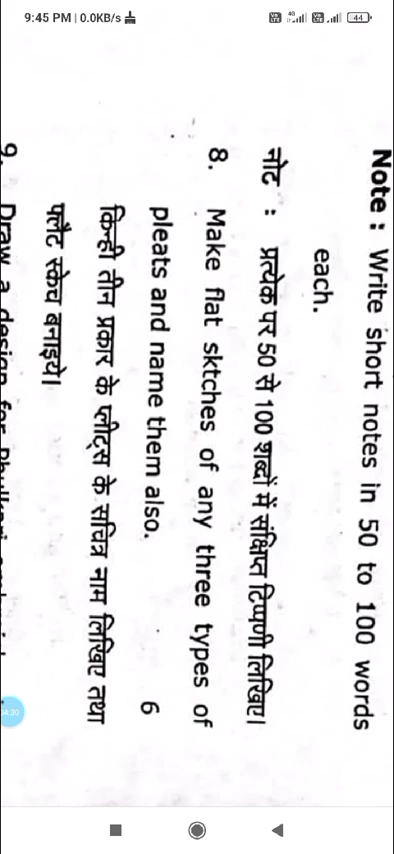 9:45 PM | 0.0KB/s
44
Note : Write short notes in 50 to 100 words
each.
नोट : प्रत्येक पर 50 से 100 शब्दों में संक्षिप्त टिप्पणी लिखिए।
8. Make flat sktches of any three types of
pleats and name them also. 6
किन्ही तीन प्रकार के प्लीट्स के सचित्र नाम लिखिए तथा
फ्लैट स्केच बनाइये।
9. Draw a design for Phulkari